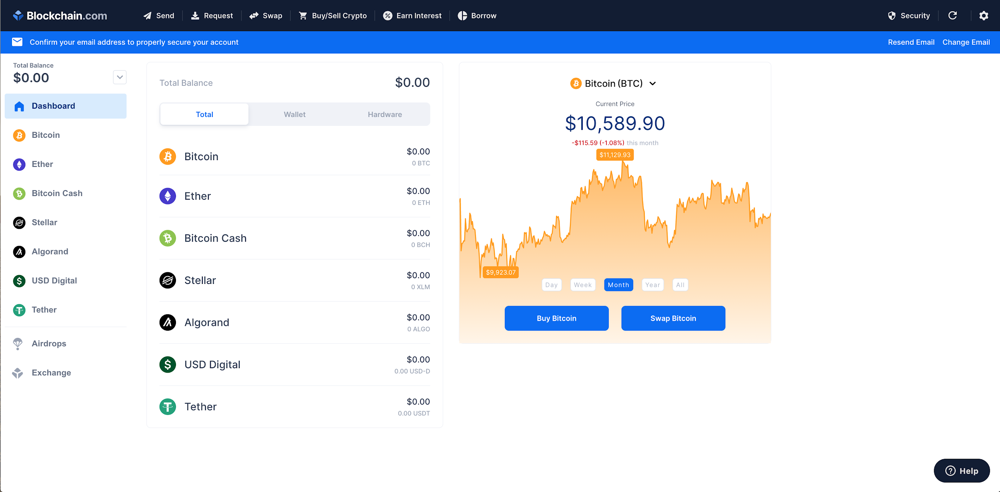 Blockchain.com
Send
Request
Swap
Buy/Sell Crypto
Earn Interest
Borrow
Security
Confirm your email address to properly secure your account
Resend Email
Change Email
Total Balance
$0.00
Dashboard
Bitcoin
Ether
Bitcoin Cash
Stellar
Algorand
USD Digital
Tether
Airdrops
Exchange
Total Balance
$0.00
Total
Wallet
Hardware
Bitcoin
$0.00
0 BTC
Ether
$0.00
0 ETH
Bitcoin Cash
$0.00
0 BCH
Stellar
$0.00
0 XLM
Algorand
$0.00
0 ALGO
USD Digital
$0.00
0.00 USD-D
Tether
$0.00
0.00 USDT
Bitcoin (BTC)
Current Price
$10,589.90
-$115.59 (-1.08%) this month
$11,129.93
$9,923.07
Day
Week
Month
Year
All
Buy Bitcoin
Swap Bitcoin
Help